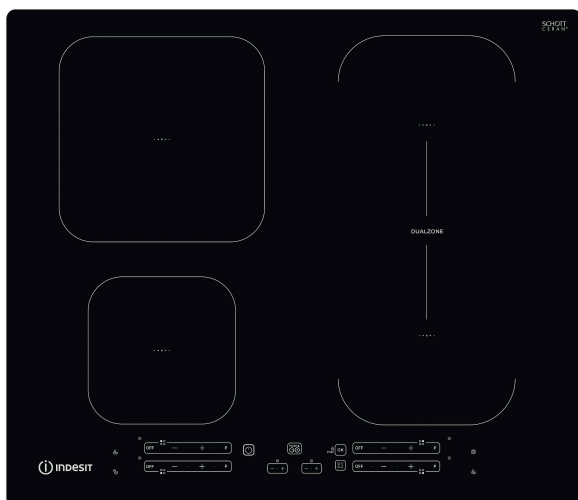 SCHOTT
CERAN®
DUALZONE
OFF − + P
OK
OFF − + P
OFF − + P
− +
− +
OFF − + P
INDESIT